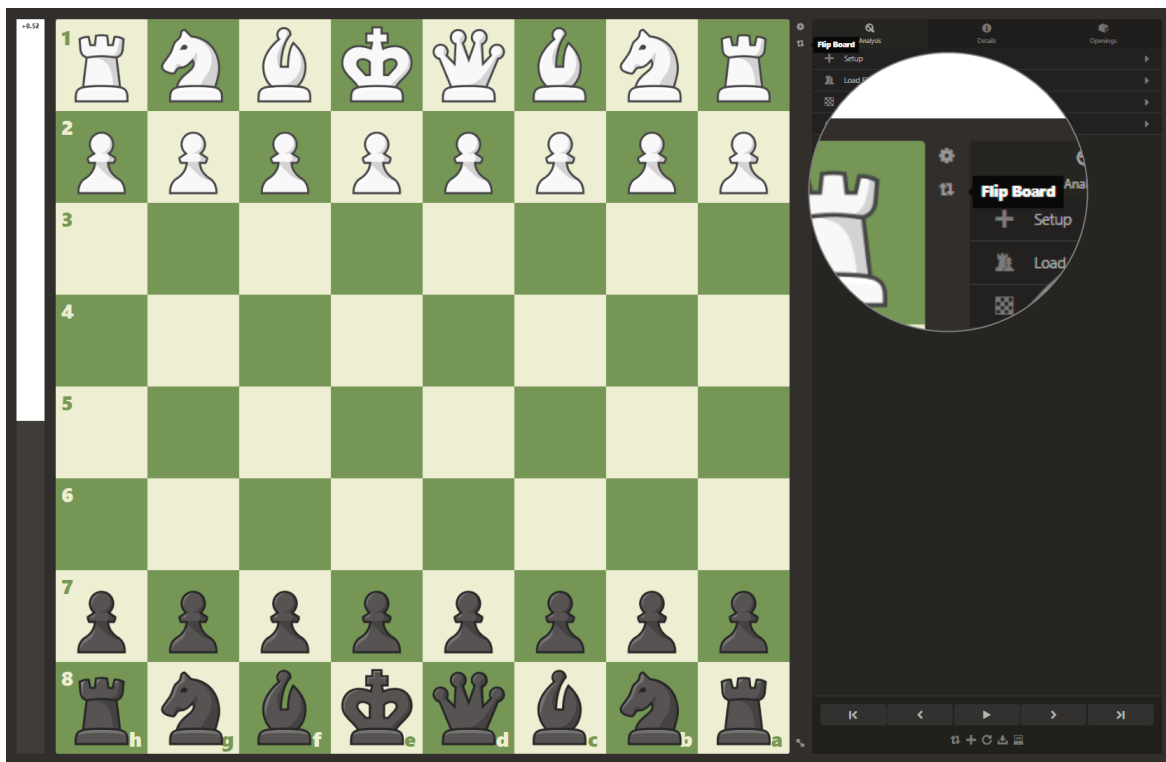 +0.52
1
2
3
4
5
6
7
8
h g f e d c b a
Analysis
Details
Openings
Flip Board
Setup
Load
Flip Board
Ana
Setup
Load